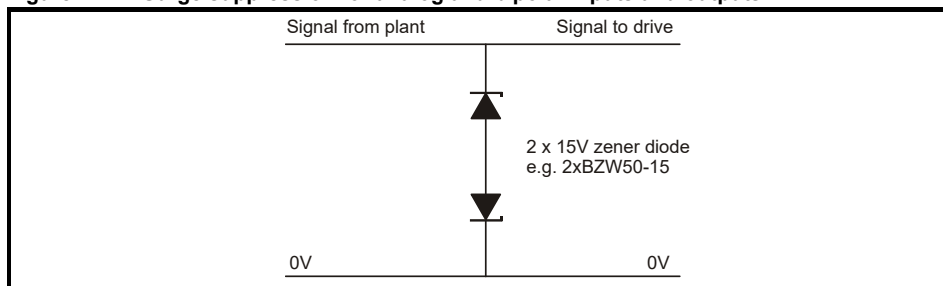 Signal from plant Signal to drive
2 x 15V zener diode
e.g. 2xBZW50-15
0V 0V